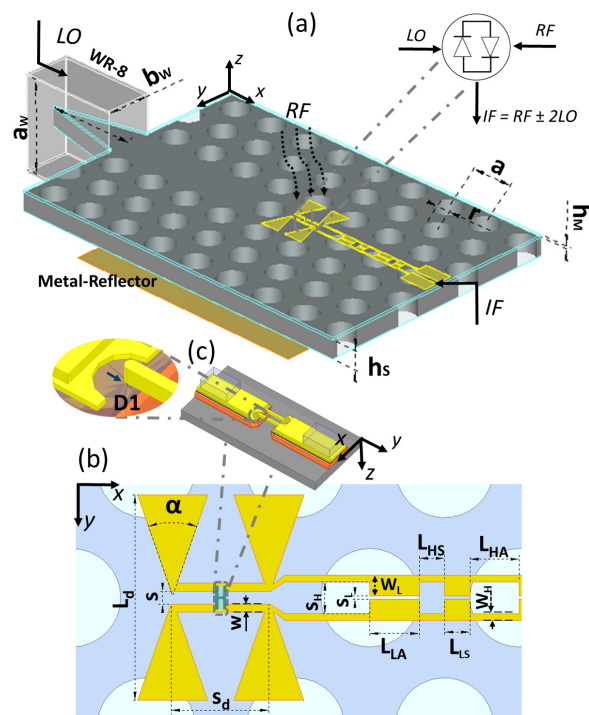 (a)
LO
WR-8
b_W
a_W
z
y
x
RF
LO
RF
IF = RF ± 2LO
a
r
h_M
Metal-Reflector
IF
h_S
(c)
D1
x
y
z
(b)
x
y
α
L_d
S
w
S_d
S_H
S_L
W_L
L_HS
L_HA
W_H
L_LA
L_LS